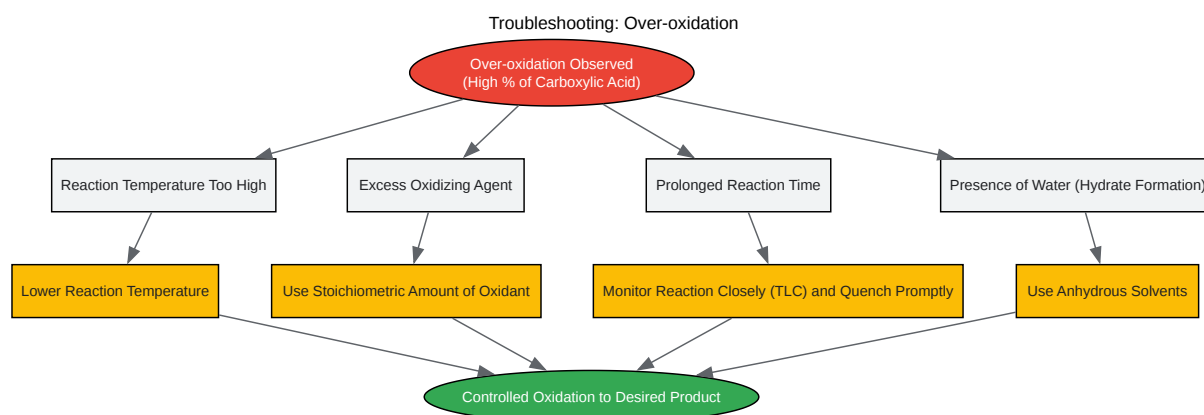 Troubleshooting: Over-oxidation
Over-oxidation Observed
(High % of Carboxylic Acid)
Reaction Temperature Too High
Excess Oxidizing Agent
Prolonged Reaction Time
Presence of Water (Hydrate Formation)
Lower Reaction Temperature
Use Stoichiometric Amount of Oxidant
Monitor Reaction Closely (TLC) and Quench Promptly
Use Anhydrous Solvents
Controlled Oxidation to Desired Product